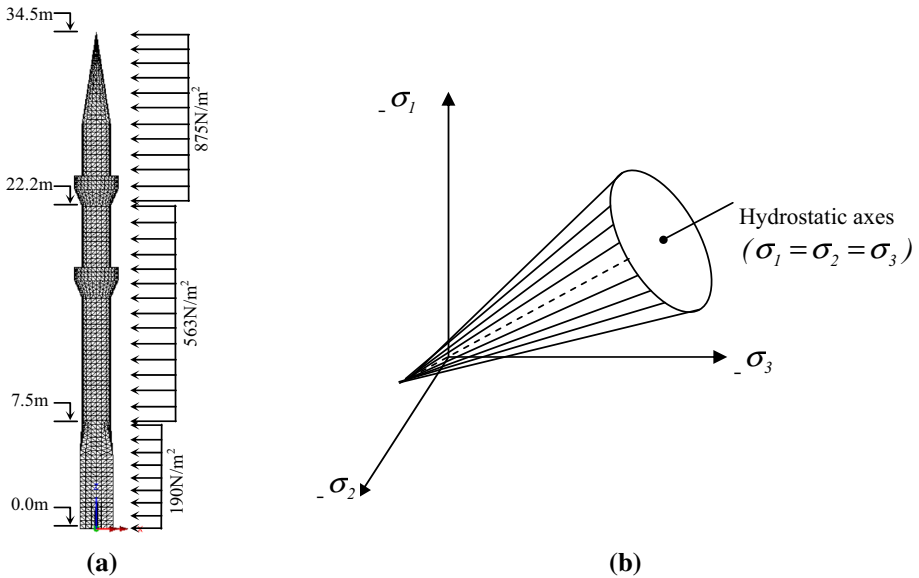 34.5m
875N/m²
22.2m
563N/m²
7.5m
190N/m²
0.0m
(a)
- σ₁
Hydrostatic axes
(σ₁ = σ₂ = σ₃)
- σ₃
- σ₂
(b)